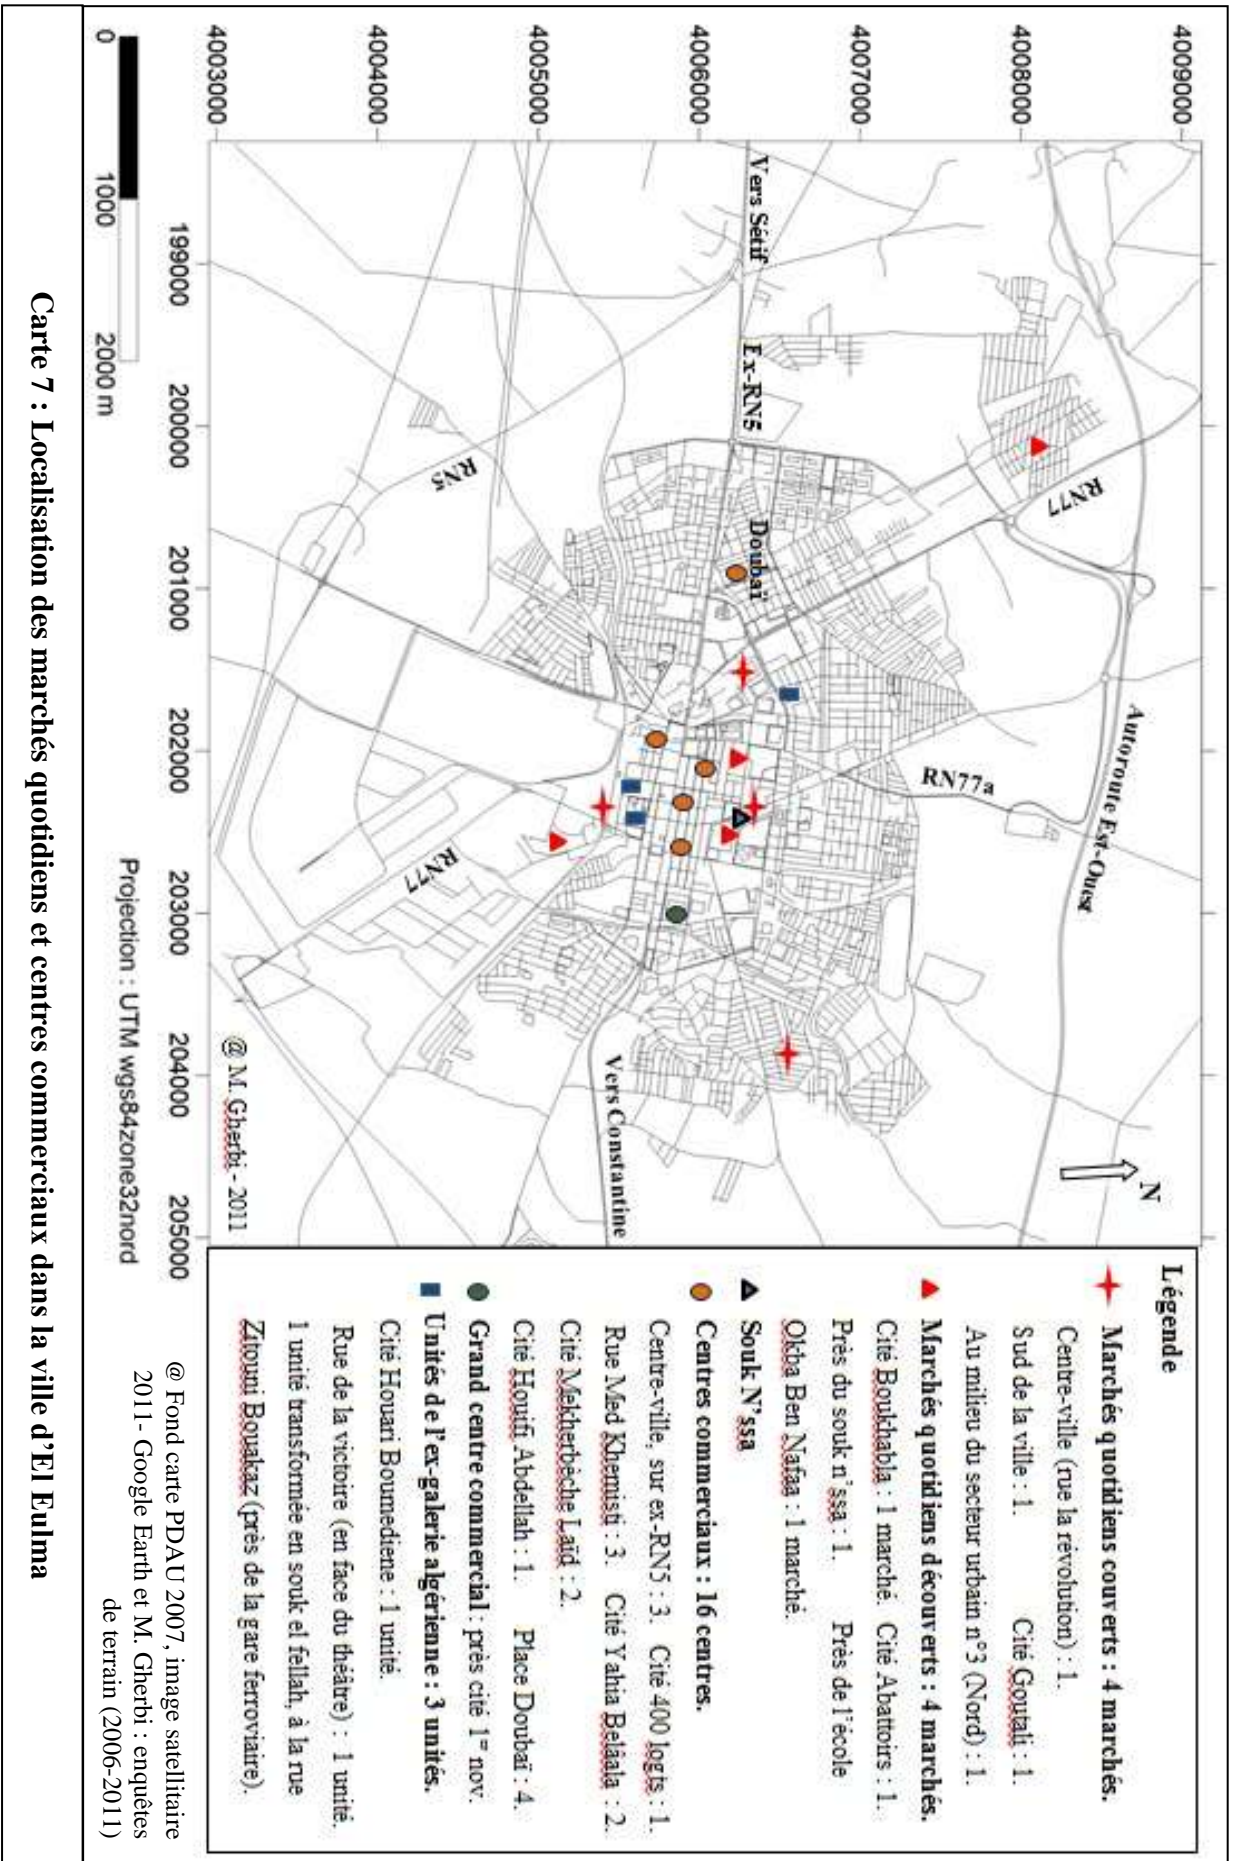 4009000
4008000
4007000
4006000
4005000
4004000
4003000
Vers Sétif
Ex-RN5
Doubaï
RN77
RN77a
Autoroute Est-Ouest
RN5
RN77
Vers Constantine
N
@ M. Gherbi - 2011
199000
200000
201000
202000
203000
204000
205000
0
1000
2000 m
Projection : UTM wgs84zone32nord
Légende
Marchés quotidiens couverts : 4 marchés.
Centre-ville (rue la révolution) : 1.
Sud de la ville : 1. Cité Goutali : 1.
Au milieu du secteur urbain n°3 (Nord) : 1.
Marchés quotidiens découverts : 4 marchés.
Cité Boukhabla : 1 marché. Cité Abattoirs : 1.
Près du souk n'ssa : 1. Près de l'école
Okba Ben Nafaa : 1 marché.
Souk N'ssa
Centres commerciaux : 16 centres.
Centre-ville, sur ex-RN5 : 3. Cité 400 logts : 1.
Rue Med Khemisti : 3. Cité Yahia Belâala : 2.
Cité Mekherbèche Laïd : 2.
Cité Houifi Abdellah : 1. Place Doubaï : 4.
Grand centre commercial : près cité 1er nov.
Unités de l'ex-galerie algérienne : 3 unités.
Cité Houari Boumediene : 1 unité.
Rue de la victoire (en face du théâtre) : 1 unité.
1 unité transformée en souk el fellah, à la rue
Zitouni Bouakaz (près de la gare ferroviaire).
@ Fond carte PDAU 2007, image satellitaire
2011- Google Earth et M. Gherbi : enquêtes
de terrain (2006-2011)
Carte 7 : Localisation des marchés quotidiens et centres commerciaux dans la ville d'El Eulma